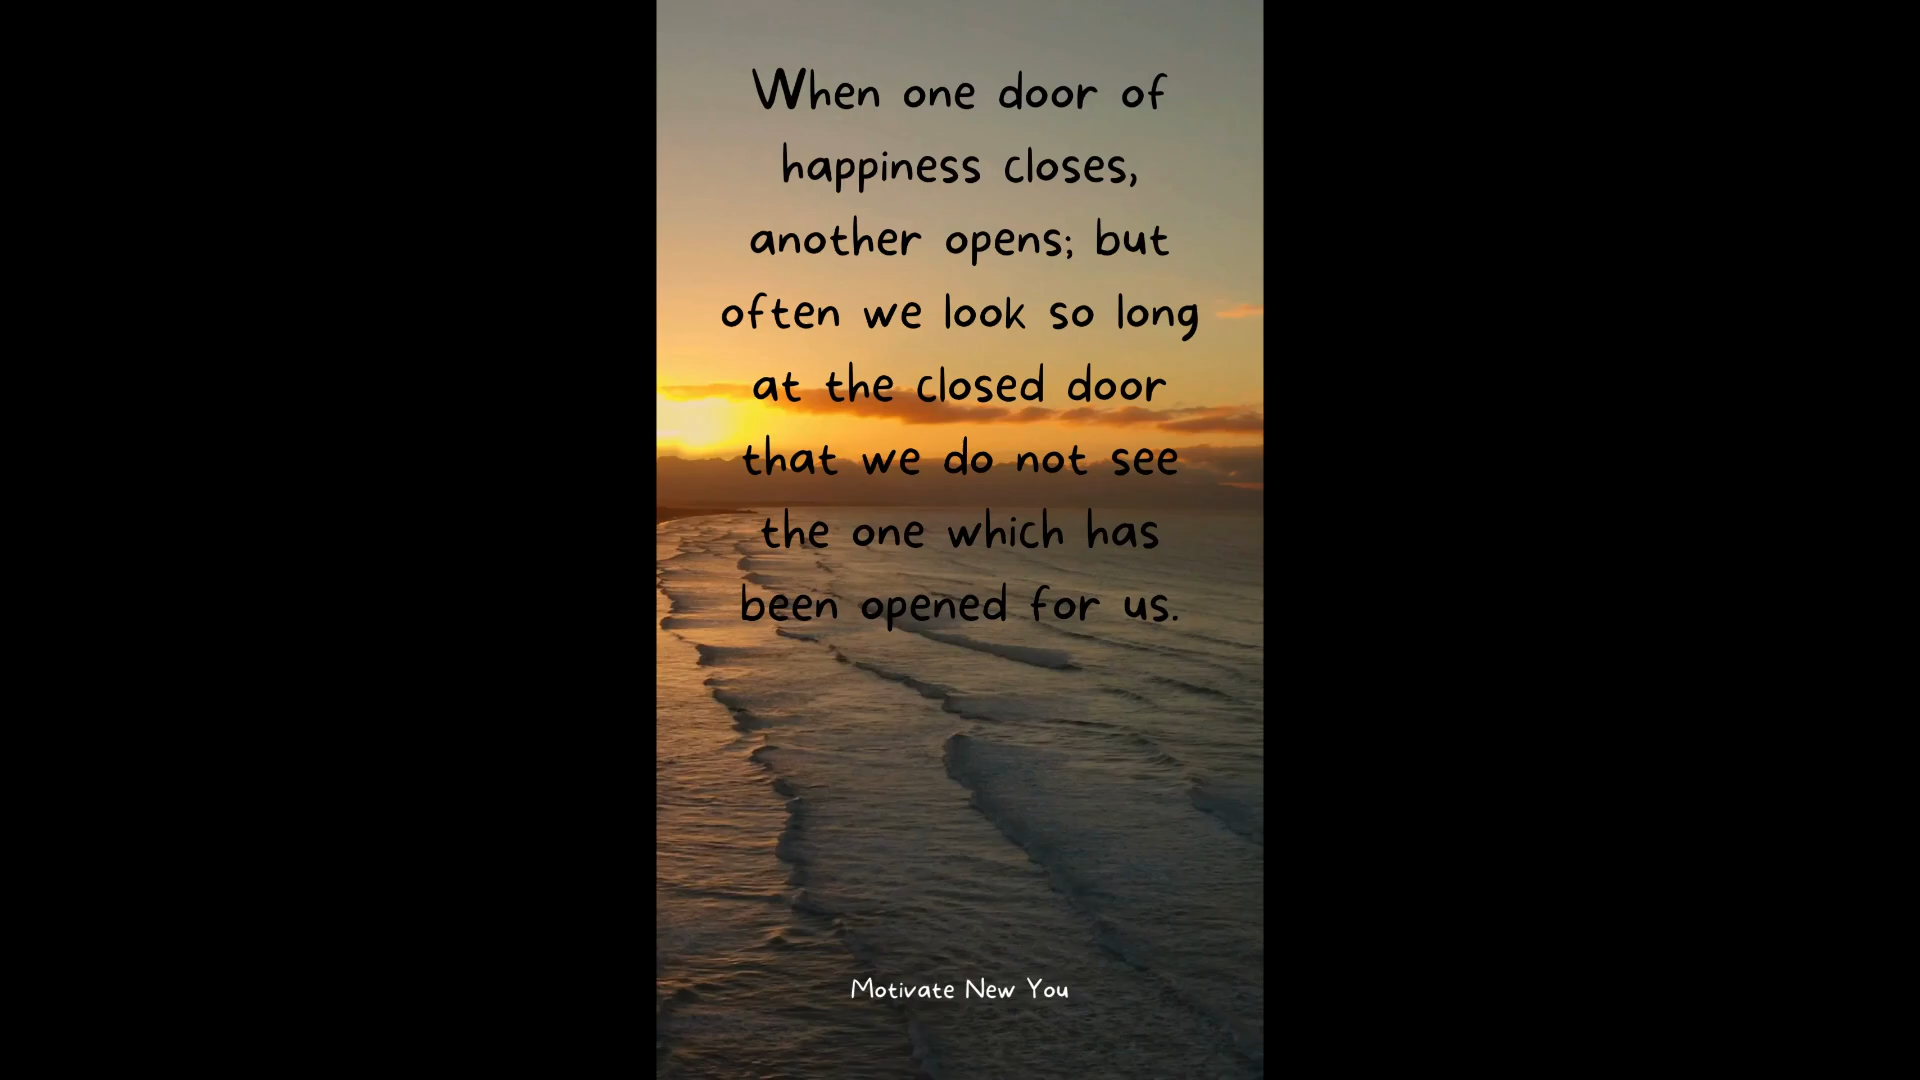 When one door of
happiness closes,
another opens; but
often we look so long
at the closed door
that we do not see
the one which has
been opened for us.
Motivate New You